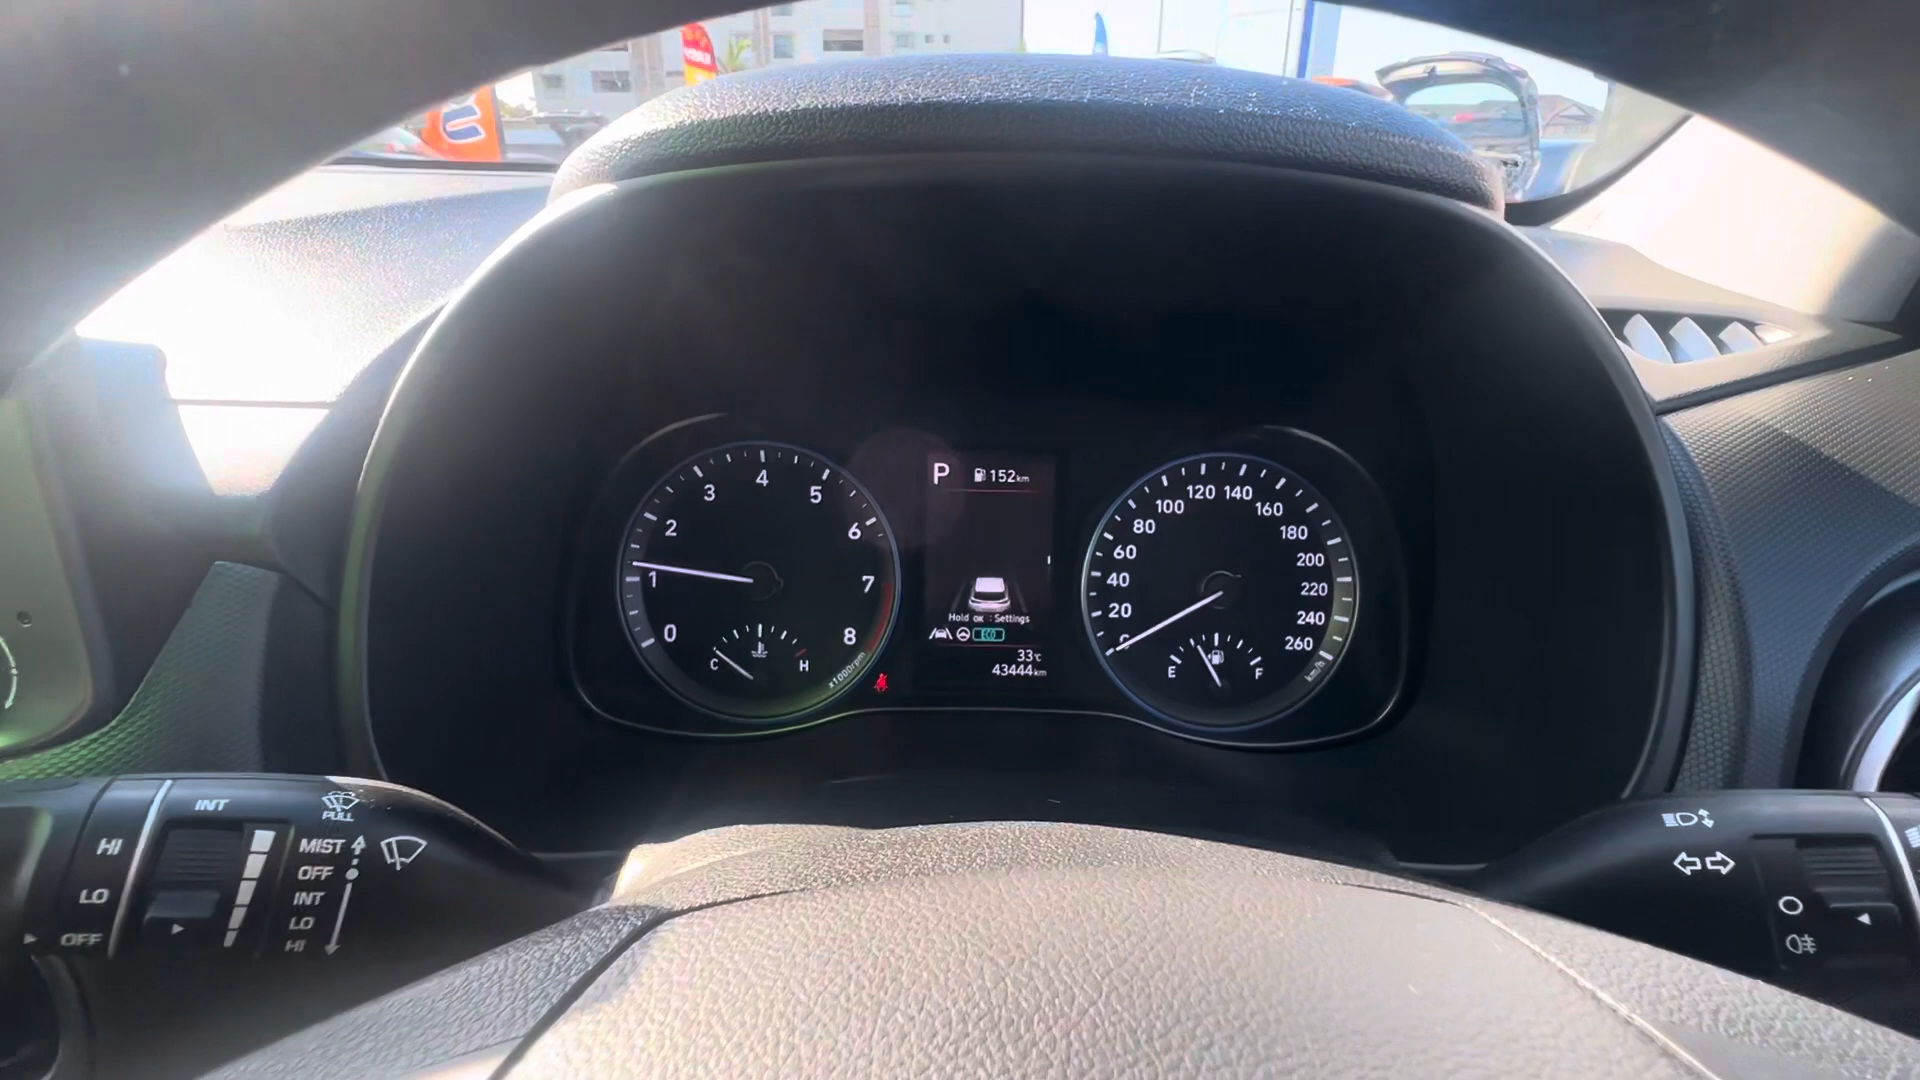 P 152km
0 1 2 3 4 5 6 7 8
x1000rpm
C H
Hold OK : Settings
ECO
33℃
43444km
20 40 60 80 100 120 140 160 180 200 220 240 260
km/h
E F
INT
HI
LO
OFF
PULL
MIST
OFF
INT
LO
HI